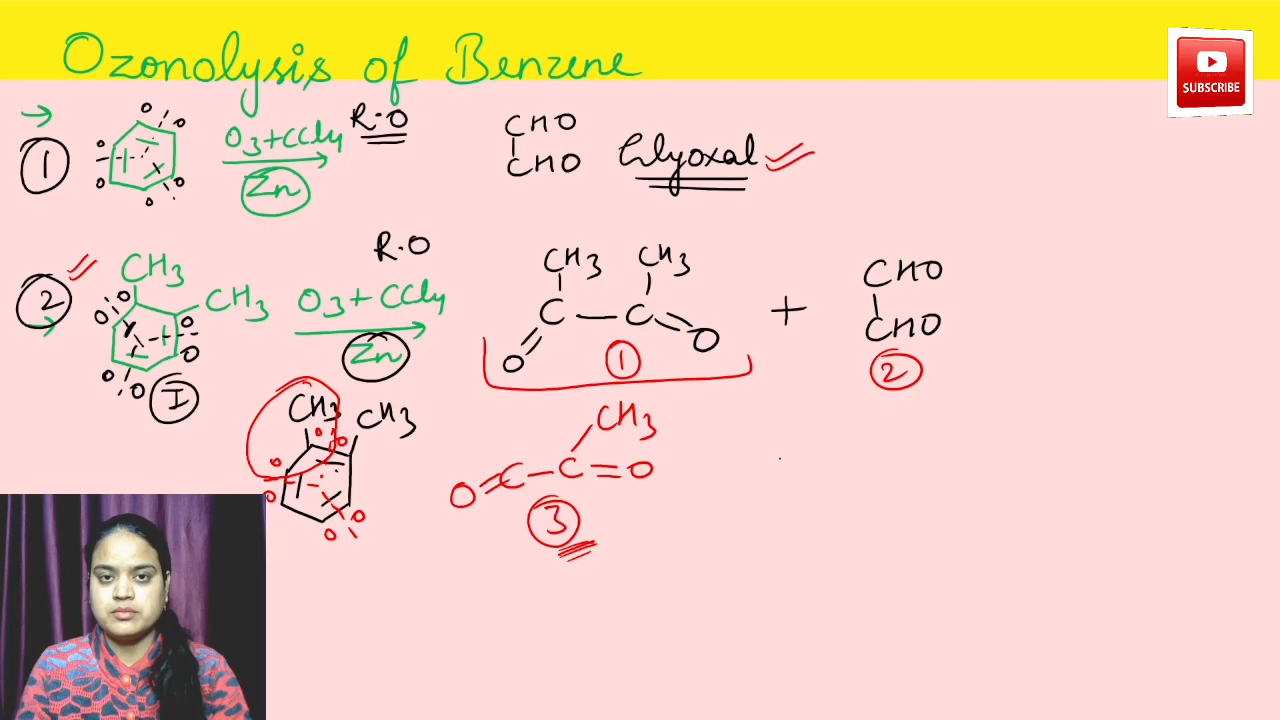 Ozonolysis of Benzene
SUBSCRIBE
→
1
O O O O O O
O3+CCl4
Zn
R·O
CHO
CHO
Glyoxal
2
→
CH3
CH3
O O O O O O
I
R·O
O3 + CCl4
Zn
CH3 CH3
C — C
O O
1
+
CHO
CHO
2
CH3 CH3
O O O O O O
CH3
O=C—C=O
3